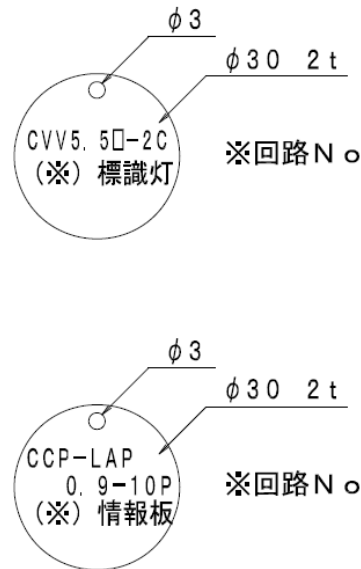 φ3
φ30 2t
CVV5.5□-2C
(※) 標識灯
※回路No
φ3
φ30 2t
CCP-LAP
0.9-10P
(※) 情報板
※回路No